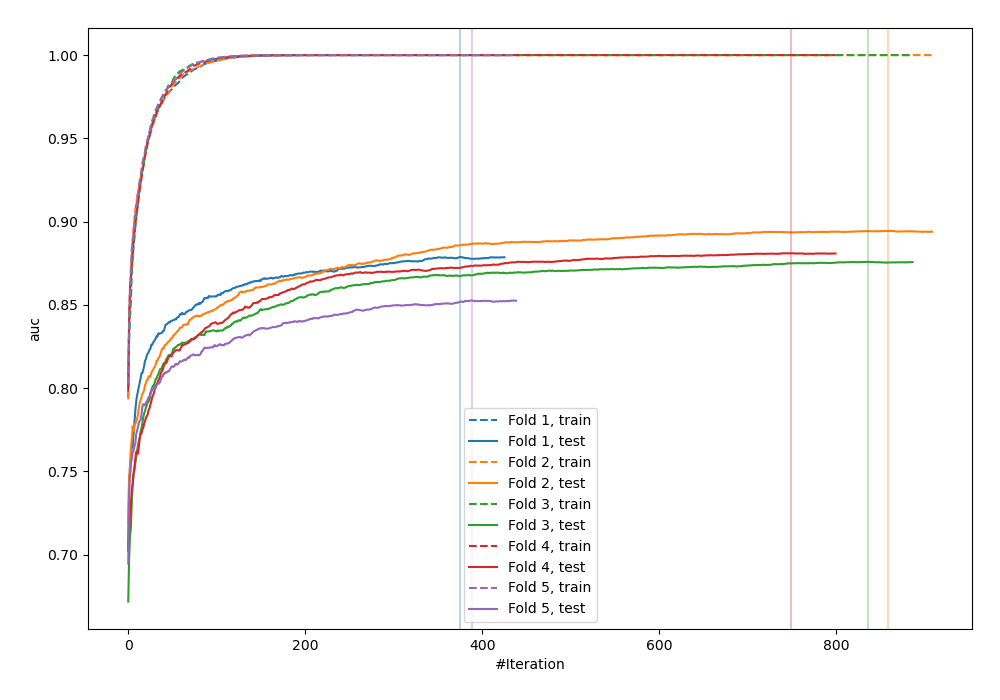 1.00
0.95
0.90
0.85
0.80
0.75
0.70
auc
Fold 1, train
Fold 1, test
Fold 2, train
Fold 2, test
Fold 3, train
Fold 3, test
Fold 4, train
Fold 4, test
Fold 5, train
Fold 5, test
0 200 400 600 800
#Iteration